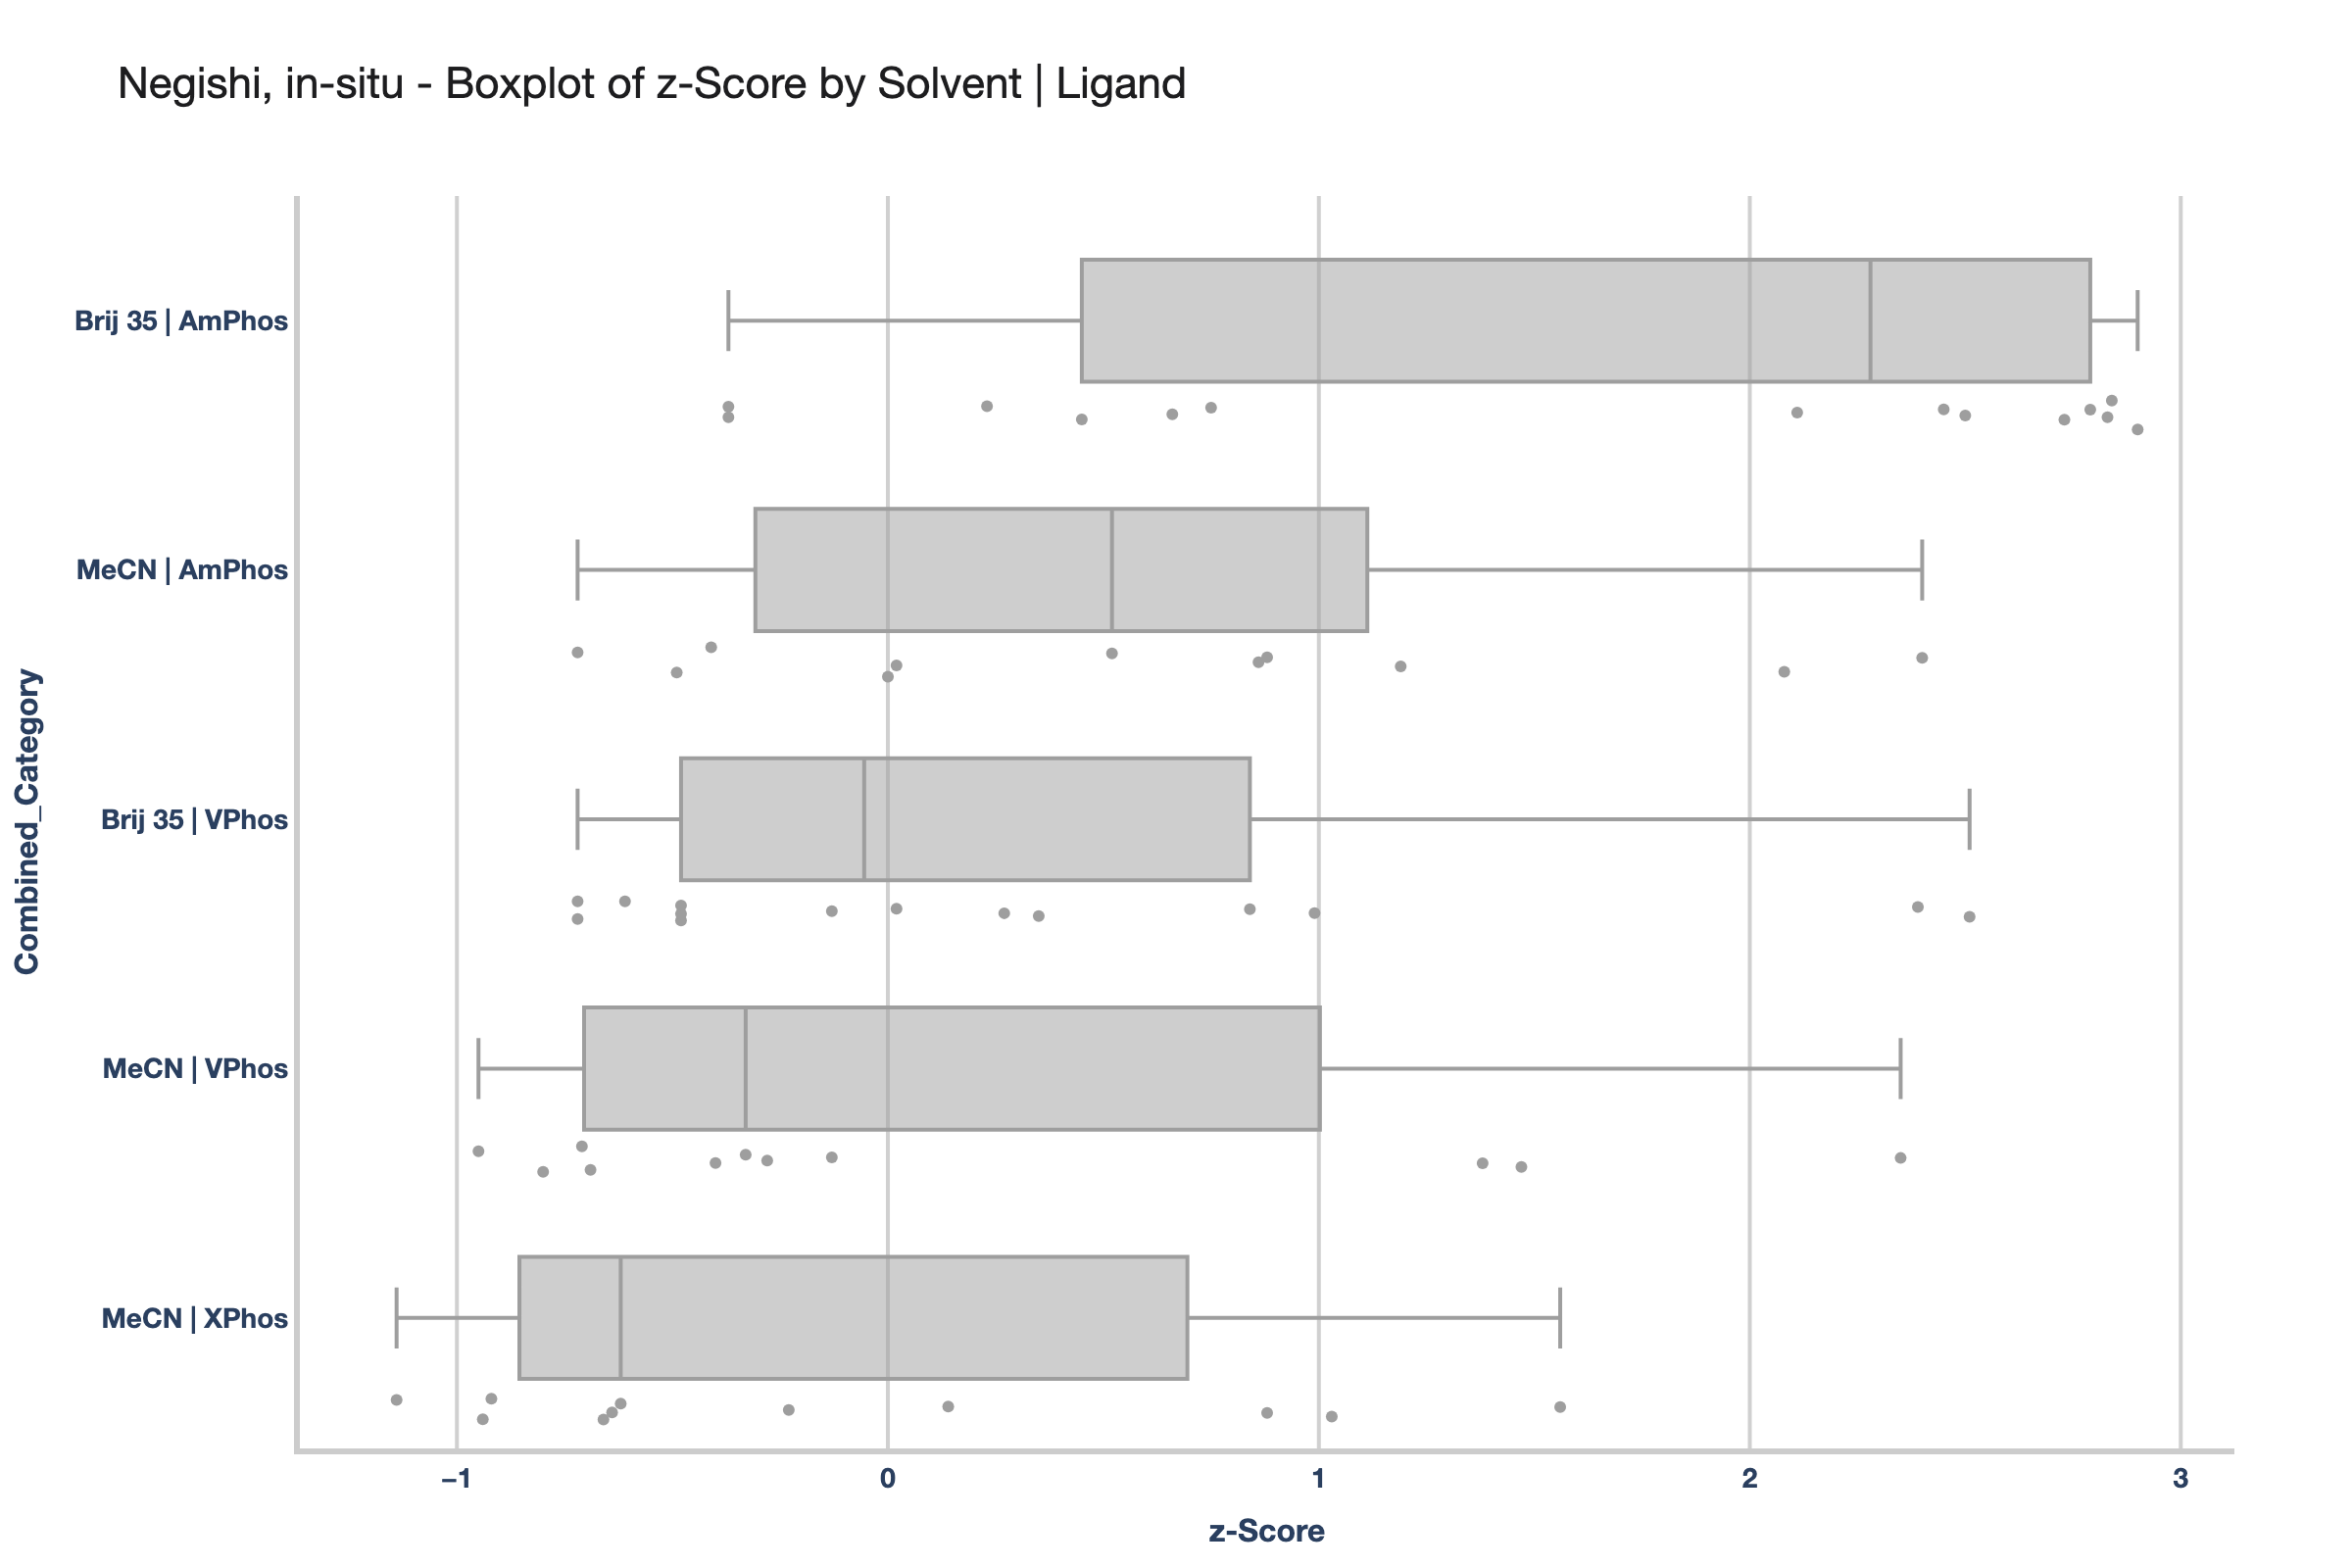 Negishi, in-situ - Boxplot of z-Score by Solvent | Ligand
Combined_Category
Brij 35 | AmPhos
MeCN | AmPhos
Brij 35 | VPhos
MeCN | VPhos
MeCN | XPhos
−1 0 1 2 3
z-Score